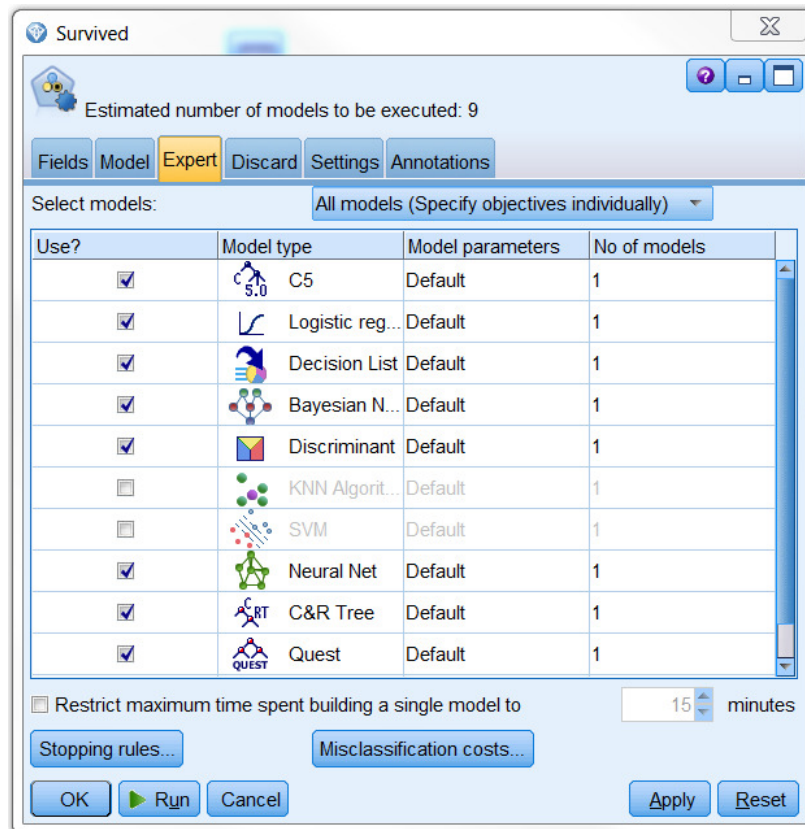 Survived
Estimated number of models to be executed: 9
Fields Model Expert Discard Settings Annotations
Select models: All models (Specify objectives individually)
Use? Model type Model parameters No of models
C 5.0 C5 Default 1
Logistic reg... Default 1
Decision List Default 1
Bayesian N... Default 1
Discriminant Default 1
KNN Algorit... Default 1
SVM Default 1
Neural Net Default 1
C RT C&R Tree Default 1
QUEST Quest Default 1
Restrict maximum time spent building a single model to 15 minutes
Stopping rules... Misclassification costs...
OK Run Cancel Apply Reset